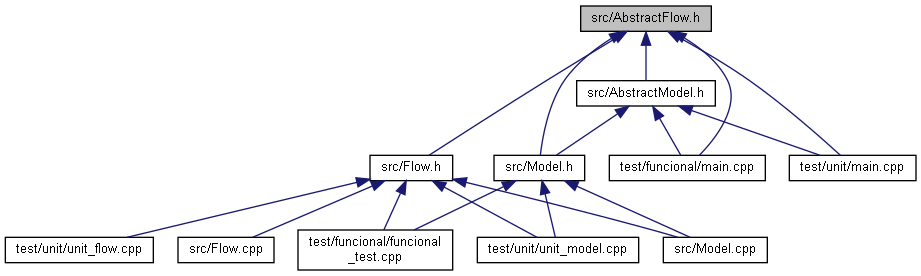 src/AbstractFlow.h
src/AbstractModel.h
src/Flow.h
src/Model.h
test/funcional/main.cpp
test/unit/main.cpp
test/unit/unit_flow.cpp
src/Flow.cpp
test/funcional/funcional
_test.cpp
test/unit/unit_model.cpp
src/Model.cpp